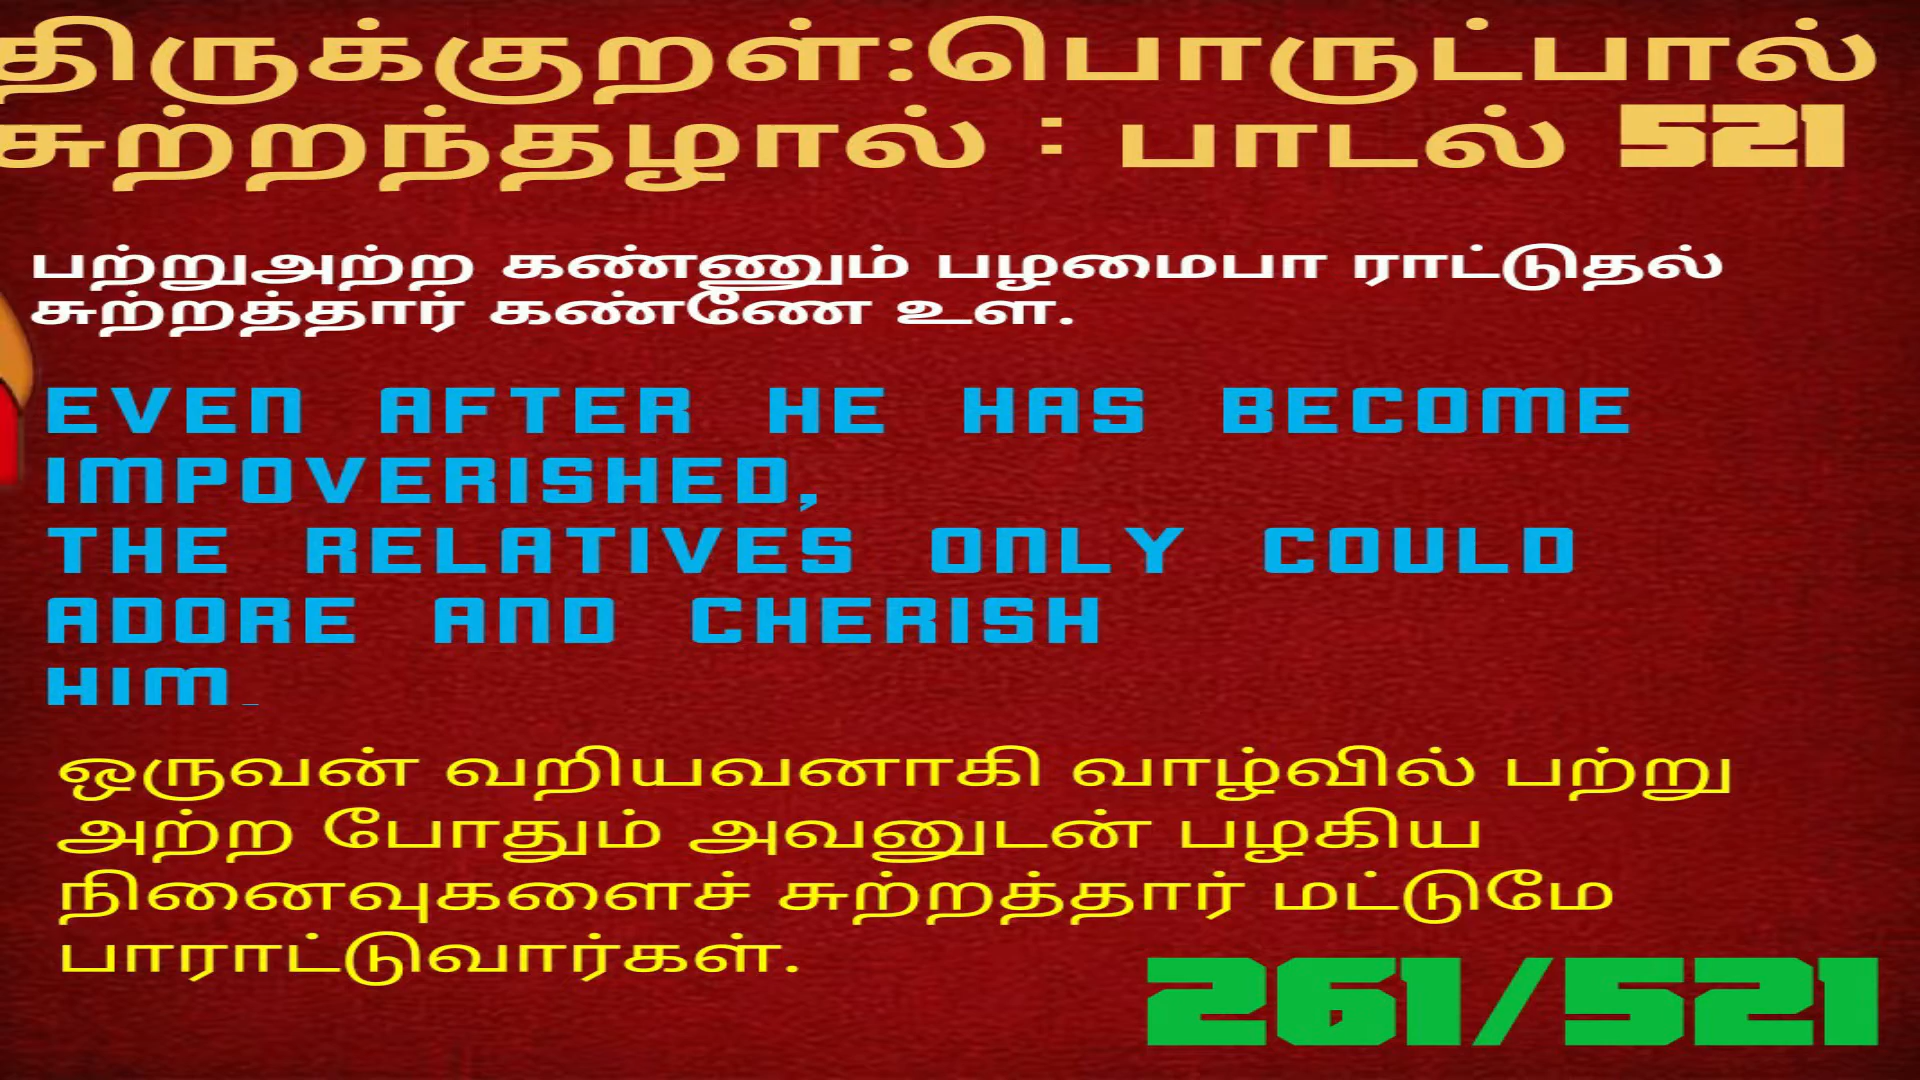 திருக்குறள்:பொருட்பால்
சுற்றந்தழால் : பாடல் 521
பற்றுஅற்ற கண்ணும் பழமைபா ராட்டுதல்
சுற்றத்தார் கண்ணே உள.
EVEN AFTER HE HAS BECOME
IMPOVERISHED,
THE RELATIVES ONLY COULD
ADORE AND CHERISH
HIM.
ஒருவன் வறியவனாகி வாழ்வில் பற்று
அற்ற போதும் அவனுடன் பழகிய
நினைவுகளைச் சுற்றத்தார் மட்டுமே
பாராட்டுவார்கள்.
261/521